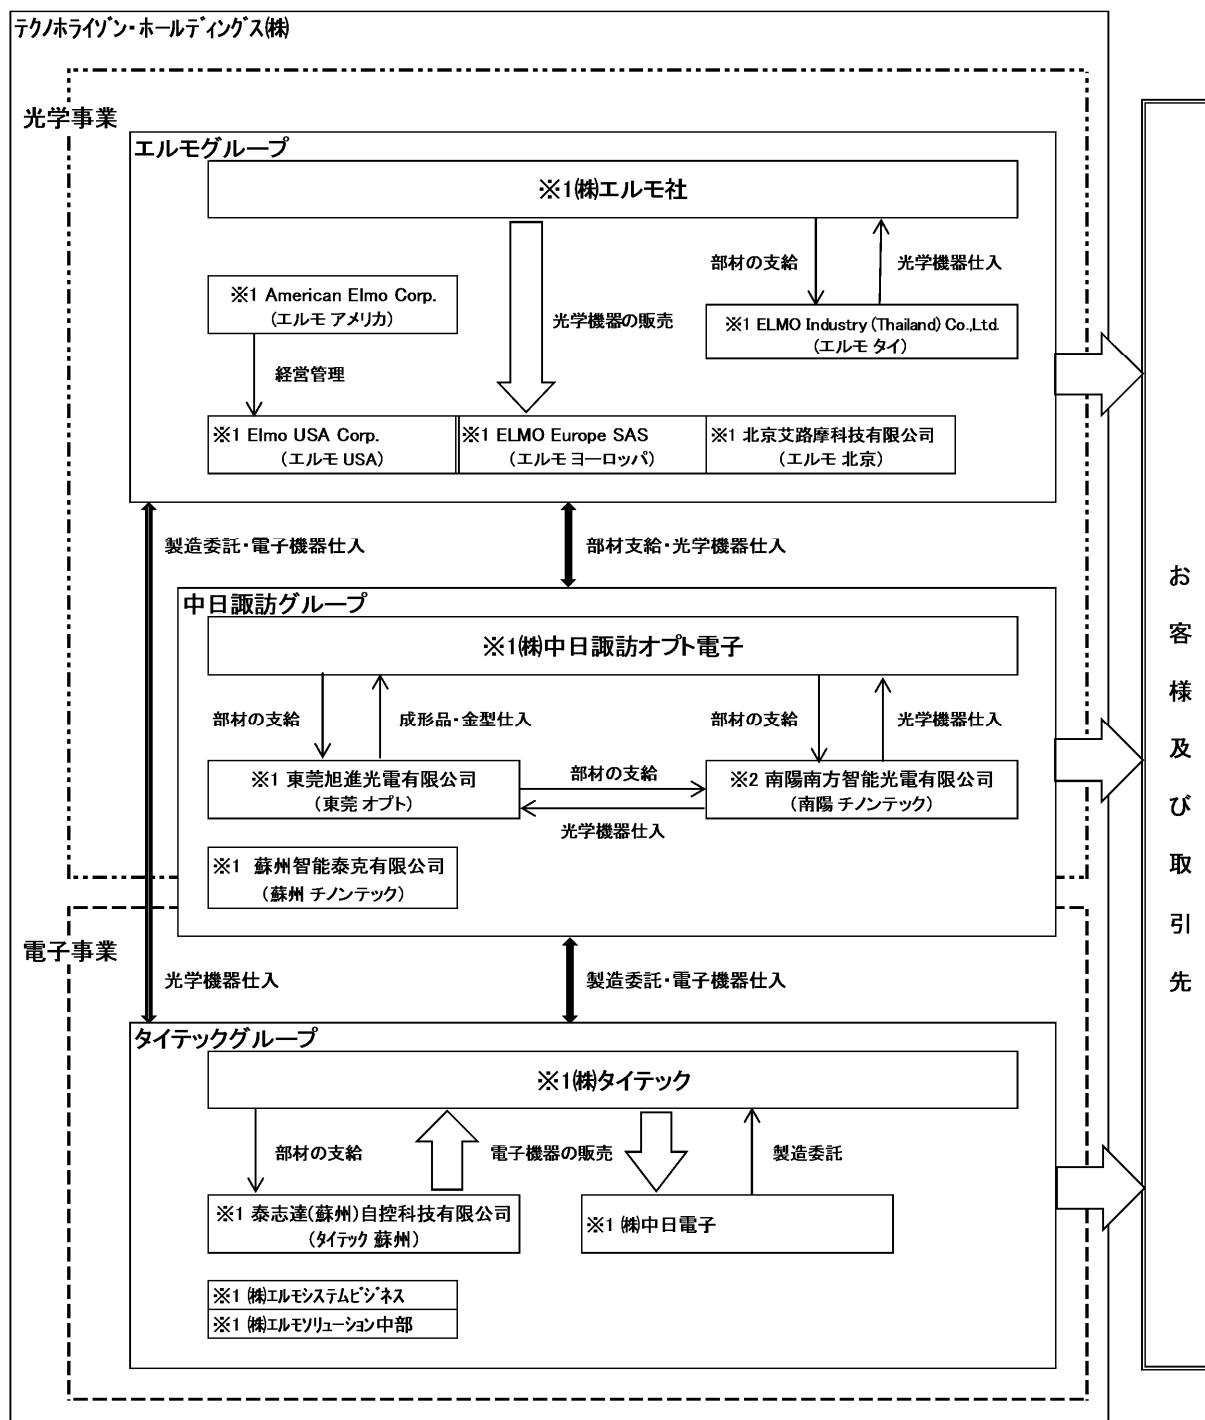 テクノホライゾン・ホールディングス(株)
光学事業
エルモグループ
※1(株)エルモ社
部材の支給
光学機器仕入
※1 American Elmo Corp.
(エルモ アメリカ)
光学機器の販売
※1 ELMO Industry (Thailand) Co.,Ltd.
(エルモ タイ)
経営管理
※1 Elmo USA Corp.
(エルモ USA)
※1 ELMO Europe SAS
(エルモ ヨーロッパ)
※1 北京艾路摩科技有限公司
(エルモ 北京)
製造委託・電子機器仕入
部材支給・光学機器仕入
中日諏訪グループ
※1(株)中日諏訪オプト電子
部材の支給
成形品・金型仕入
部材の支給
光学機器仕入
※1 東莞旭進光電有限公司
(東莞 オプト)
部材の支給
光学機器仕入
※2 南陽南方智能光電有限公司
(南陽 チノンテック)
※1 蘇州智能泰克有限公司
(蘇州 チノンテック)
電子事業
光学機器仕入
製造委託・電子機器仕入
タイテックグループ
※1(株)タイテック
部材の支給
電子機器の販売
製造委託
※1 泰志達(蘇州)自控科技有限公司
(タイテック 蘇州)
※1 (株)中日電子
※1 (株)エルモシステムビジネス
※1 (株)エルモソリューション中部
お客様及び取引先